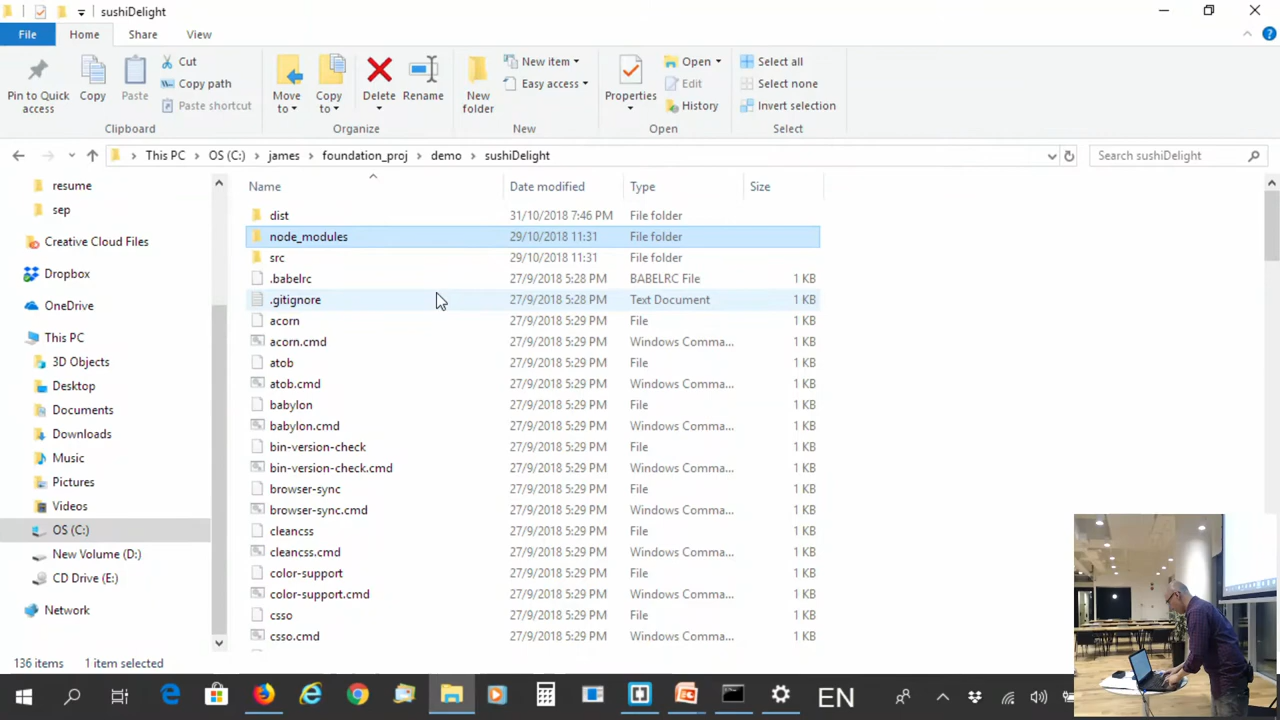 sushiDelight
File Home Share View
Pin to Quick access
Copy
Paste
Cut
Copy path
Paste shortcut
Clipboard
Move to
Copy to
Delete
Rename
Organize
New folder
New item
Easy access
New
Properties
Open
Edit
History
Open
Select all
Select none
Invert selection
Select
This PC > OS (C:) > james > foundation_proj > demo > sushiDelight
Search sushiDelight
resume
sep
Creative Cloud Files
Dropbox
OneDrive
This PC
3D Objects
Desktop
Documents
Downloads
Music
Pictures
Videos
OS (C:)
New Volume (D:)
CD Drive (E:)
Network
Name Date modified Type Size
dist 31/10/2018 7:46 PM File folder
node_modules 29/10/2018 11:31 File folder
src 29/10/2018 11:31 File folder
.babelrc 27/9/2018 5:28 PM BABELRC File 1 KB
.gitignore 27/9/2018 5:28 PM Text Document 1 KB
acorn 27/9/2018 5:29 PM File 1 KB
acorn.cmd 27/9/2018 5:29 PM Windows Comma... 1 KB
atob 27/9/2018 5:29 PM File 1 KB
atob.cmd 27/9/2018 5:29 PM Windows Comma... 1 KB
babylon 27/9/2018 5:29 PM File 1 KB
babylon.cmd 27/9/2018 5:29 PM Windows Comma... 1 KB
bin-version-check 27/9/2018 5:29 PM File 1 KB
bin-version-check.cmd 27/9/2018 5:29 PM Windows Comma... 1 KB
browser-sync 27/9/2018 5:29 PM File 1 KB
browser-sync.cmd 27/9/2018 5:29 PM Windows Comma... 1 KB
cleancss 27/9/2018 5:29 PM File 1 KB
cleancss.cmd 27/9/2018 5:29 PM Windows Comma... 1 KB
color-support 27/9/2018 5:29 PM File 1 KB
color-support.cmd 27/9/2018 5:29 PM Windows Comma... 1 KB
csso 27/9/2018 5:29 PM File 1 KB
csso.cmd 27/9/2018 5:29 PM Windows Comma... 1 KB
136 items 1 item selected
EN